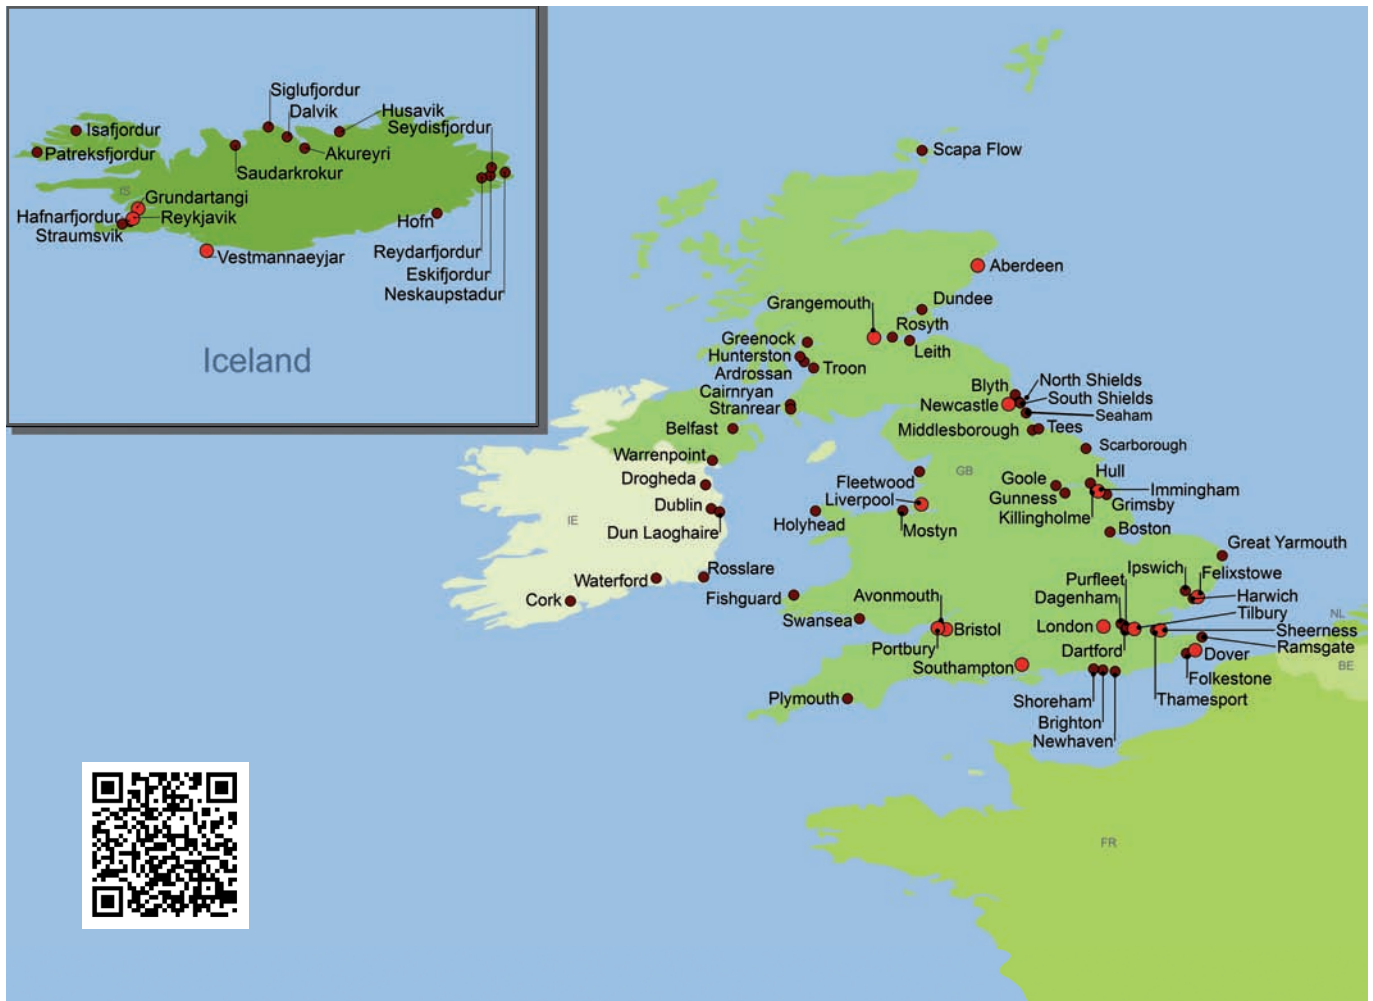 Siglufjordur
Dalvik
Husavik
Seydisfjordur
Isafjordur
Patreksfjordur
Akureyri
Saudarkrokur
IS
Grundartangi
Hafnarfjordur
Reykjavik
Straumsvik
Hofn
Vestmannaeyjar
Reydarfjordur
Eskifjordur
Neskaupstadur
Iceland
Scapa Flow
Aberdeen
Dundee
Grangemouth
Rosyth
Leith
Greenock
Hunterston
Ardrossan
Troon
Cairnryan
Stranrear
Blyth
North Shields
South Shields
Newcastle
Seaham
Belfast
Middlesborough
Tees
Scarborough
Warrenpoint
GB
Hull
Drogheda
Fleetwood
Goole
Immingham
Gunness
Grimsby
Liverpool
Killingholme
Dublin
IE
Dun Laoghaire
Holyhead
Mostyn
Boston
Great Yarmouth
Rosslare
Waterford
Ipswich
Felixstowe
Purfleet
Cork
Fishguard
Avonmouth
Dagenham
Harwich
Tilbury
NL
Swansea
Bristol
London
Sheerness
Portbury
Dartford
Ramsgate
Dover
BE
Southampton
Folkestone
Plymouth
Shoreham
Thamesport
Brighton
Newhaven
FR